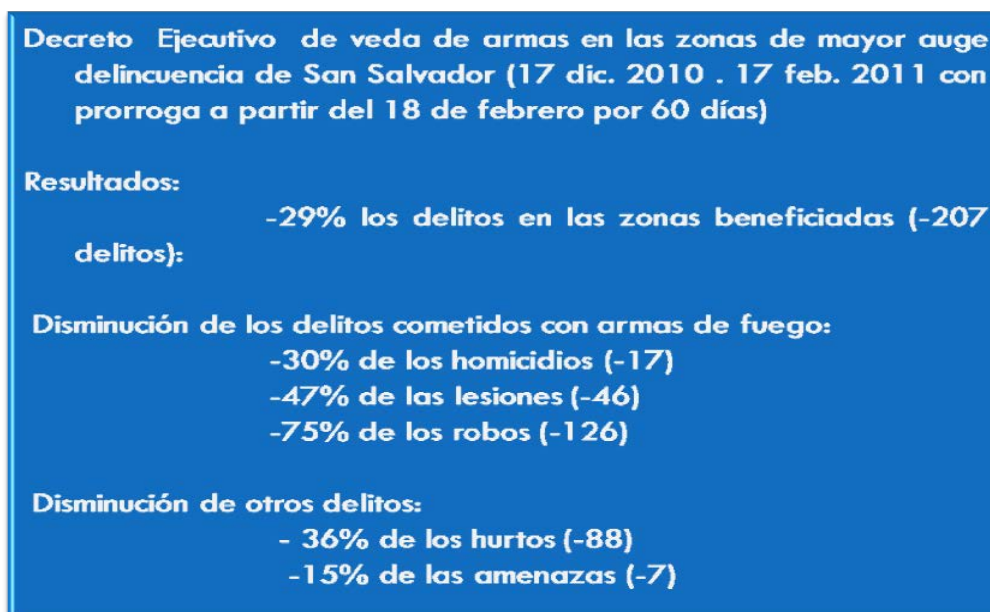 Decreto Ejecutivo de veda de armas en las zonas de mayor auge
delincuencia de San Salvador (17 dic. 2010 . 17 feb. 2011 con
prorroga a partir del 18 de febrero por 60 días)
Resultados:
-29% los delitos en las zonas beneficiadas (-207
delitos):
Disminución de los delitos cometidos con armas de fuego:
-30% de los homicidios (-17)
-47% de las lesiones (-46)
-75% de los robos (-126)
Disminución de otros delitos:
- 36% de los hurtos (-88)
-15% de las amenazas (-7)